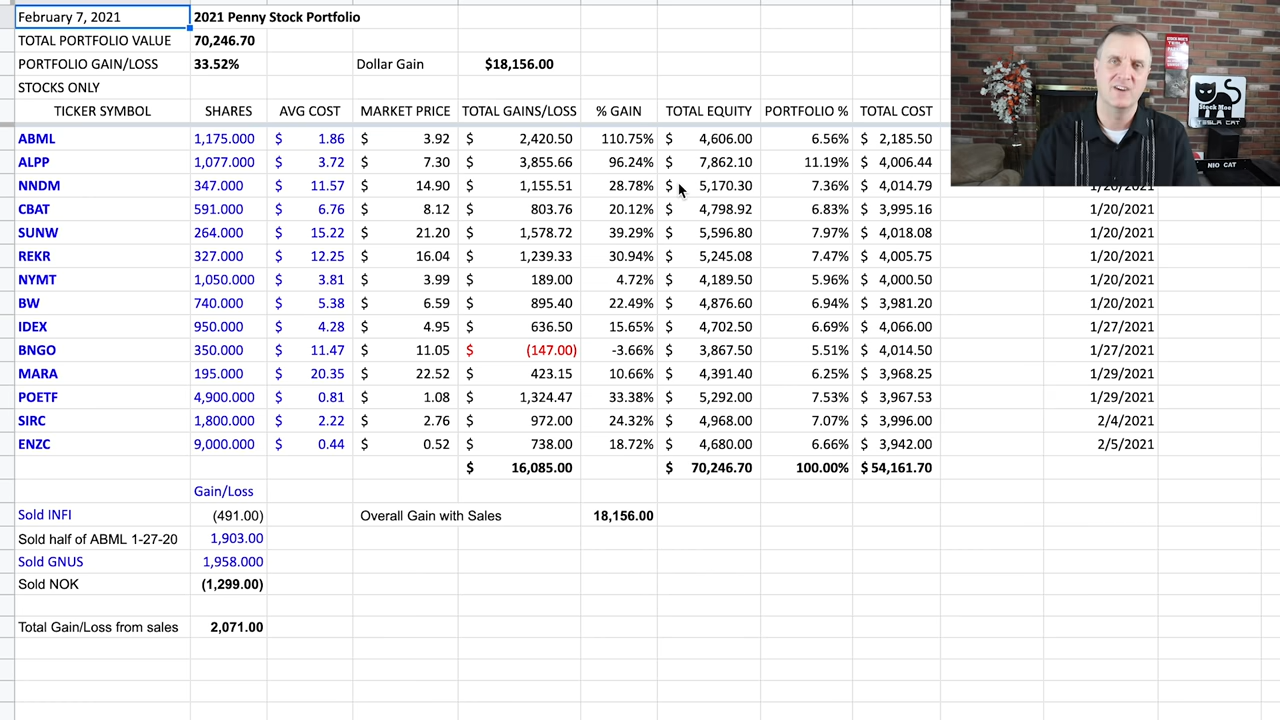 February 7, 2021 2021 Penny Stock Portfolio
TOTAL PORTFOLIO VALUE 70,246.70
PORTFOLIO GAIN/LOSS 33.52% Dollar Gain $18,156.00
STOCKS ONLY
TICKER SYMBOL SHARES AVG COST MARKET PRICE TOTAL GAINS/LOSS % GAIN TOTAL EQUITY PORTFOLIO % TOTAL COST
ABML 1,175.000 $ 1.86 $ 3.92 $ 2,420.50 110.75% $ 4,606.00 6.56% $ 2,185.50
ALPP 1,077.000 $ 3.72 $ 7.30 $ 3,855.66 96.24% $ 7,862.10 11.19% $ 4,006.44
NNDM 347.000 $ 11.57 $ 14.90 $ 1,155.51 28.78% $ 5,170.30 7.36% $ 4,014.79 1/20/2021
CBAT 591.000 $ 6.76 $ 8.12 $ 803.76 20.12% $ 4,798.92 6.83% $ 3,995.16 1/20/2021
SUNW 264.000 $ 15.22 $ 21.20 $ 1,578.72 39.29% $ 5,596.80 7.97% $ 4,018.08 1/20/2021
REKR 327.000 $ 12.25 $ 16.04 $ 1,239.33 30.94% $ 5,245.08 7.47% $ 4,005.75 1/20/2021
NYMT 1,050.000 $ 3.81 $ 3.99 $ 189.00 4.72% $ 4,189.50 5.96% $ 4,000.50 1/20/2021
BW 740.000 $ 5.38 $ 6.59 $ 895.40 22.49% $ 4,876.60 6.94% $ 3,981.20 1/20/2021
IDEX 950.000 $ 4.28 $ 4.95 $ 636.50 15.65% $ 4,702.50 6.69% $ 4,066.00 1/27/2021
BNGO 350.000 $ 11.47 $ 11.05 $ (147.00) -3.66% $ 3,867.50 5.51% $ 4,014.50 1/27/2021
MARA 195.000 $ 20.35 $ 22.52 $ 423.15 10.66% $ 4,391.40 6.25% $ 3,968.25 1/29/2021
POETF 4,900.000 $ 0.81 $ 1.08 $ 1,324.47 33.38% $ 5,292.00 7.53% $ 3,967.53 1/29/2021
SIRC 1,800.000 $ 2.22 $ 2.76 $ 972.00 24.32% $ 4,968.00 7.07% $ 3,996.00 2/4/2021
ENZC 9,000.000 $ 0.44 $ 0.52 $ 738.00 18.72% $ 4,680.00 6.66% $ 3,942.00 2/5/2021
$ 16,085.00 $ 70,246.70 100.00% $ 54,161.70
Gain/Loss
Sold INFI (491.00) Overall Gain with Sales 18,156.00
Sold half of ABML 1-27-20 1,903.00
Sold GNUS 1,958.000
Sold NOK (1,299.00)
Total Gain/Loss from sales 2,071.00
Stock Moe
TESLA CAT
NIO CAT